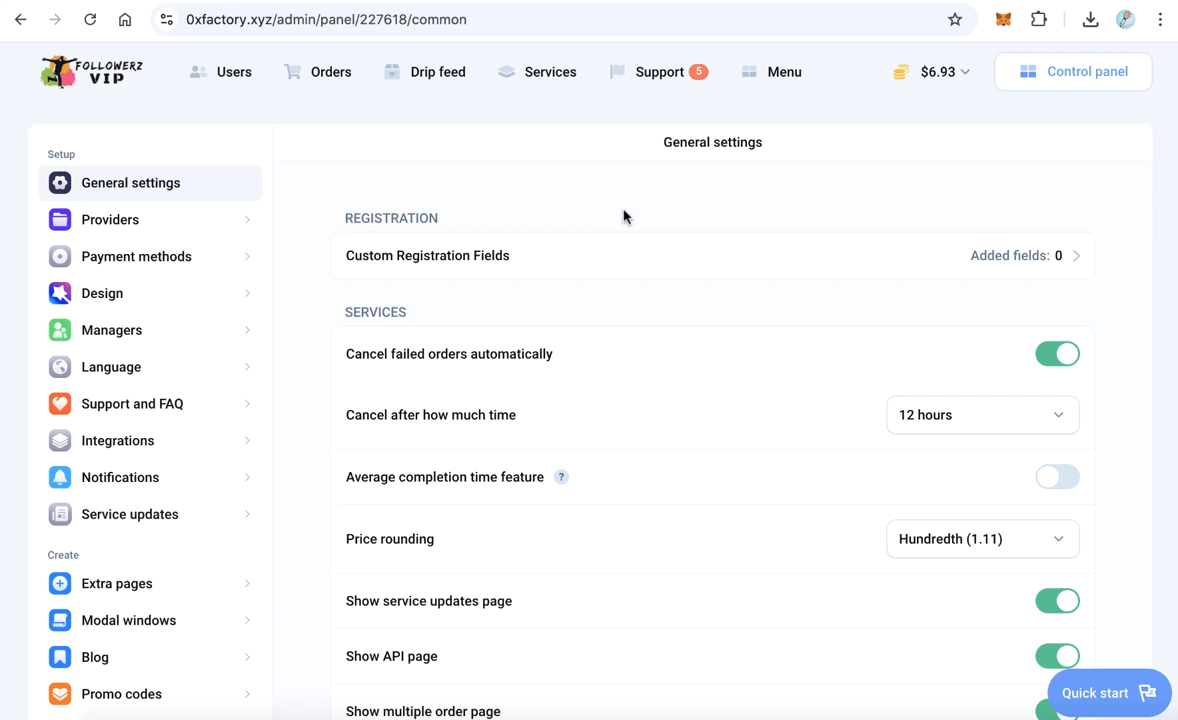 0xfactory.xyz/admin/panel/227618/common
FOLLOWERZ
VIP
Users
Orders
Drip feed
Services
Support 5
Menu
$6.93
Control panel
Setup
General settings
Providers
Payment methods
Design
Managers
Language
Support and FAQ
Integrations
Notifications
Service updates
Create
Extra pages
Modal windows
Blog
Promo codes
General settings
REGISTRATION
Custom Registration Fields
Added fields: 0
SERVICES
Cancel failed orders automatically
Cancel after how much time
12 hours
Average completion time feature ?
Price rounding
Hundredth (1.11)
Show service updates page
Show API page
Show multiple order page
Quick start